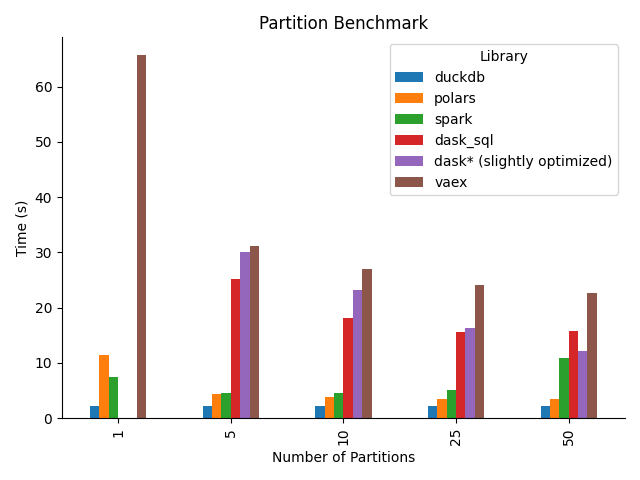 Partition Benchmark
Library
duckdb
polars
spark
dask_sql
dask* (slightly optimized)
vaex
Time (s)
60
50
40
30
20
10
0
1
5
10
25
50
Number of Partitions